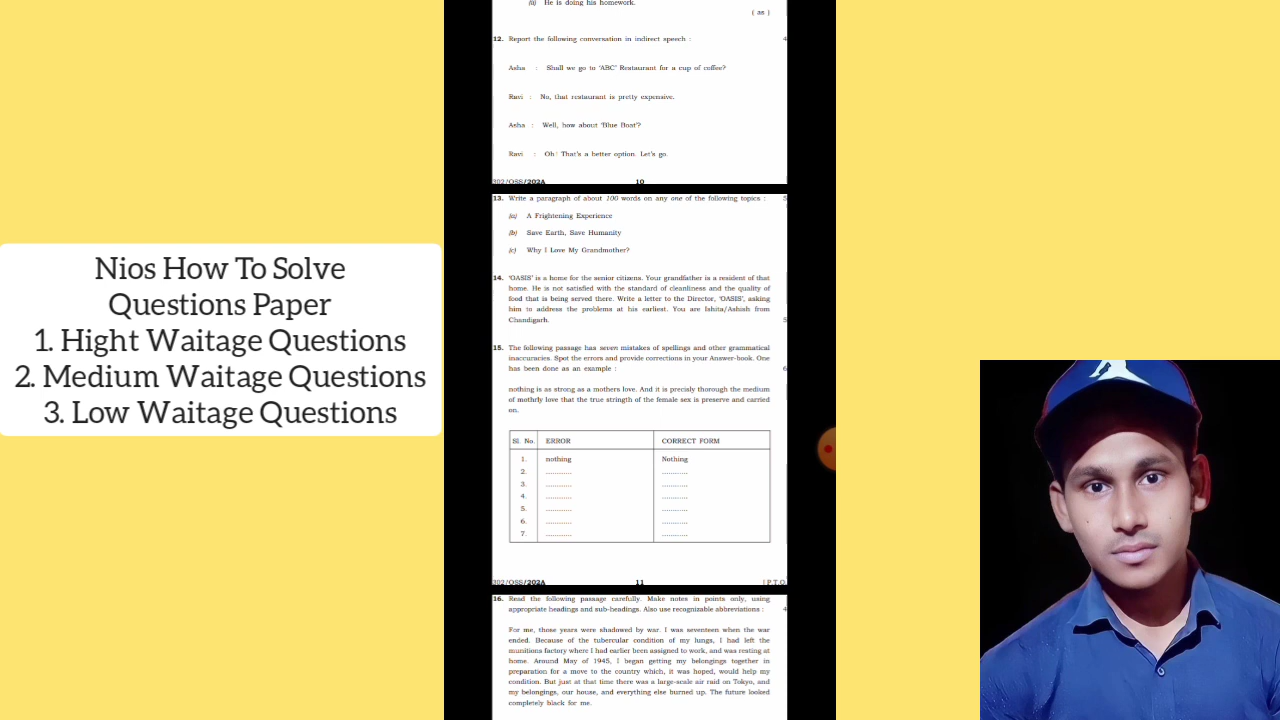 Nios How To Solve
Questions Paper
1. Hight Waitage Questions
2. Medium Waitage Questions
3. Low Waitage Questions
(ii) He is doing his homework.
( as )
12. Report the following conversation in indirect speech : 4
Asha : Shall we go to 'ABC' Restaurant for a cup of coffee?
Ravi : No, that restaurant is pretty expensive.
Asha : Well, how about 'Blue Boat'?
Ravi : Oh! That's a better option. Let's go.
302/OSS/202A 10
13. Write a paragraph of about 100 words on any one of the following topics : 5
(a) A Frightening Experience
(b) Save Earth, Save Humanity
(c) Why I Love My Grandmother?
14. 'OASIS' is a home for the senior citizens. Your grandfather is a resident of that
home. He is not satisfied with the standard of cleanliness and the quality of
food that is being served there. Write a letter to the Director, 'OASIS', asking
him to address the problems at his earliest. You are Ishita/Ashish from
Chandigarh. 5
15. The following passage has seven mistakes of spellings and other grammatical
inaccuracies. Spot the errors and provide corrections in your Answer-book. One
has been done as an example : 6
nothing is as strong as a mothers love. And it is precisly thorough the medium
of mothrly love that the true stringth of the female sex is preserve and carried
on.
Sl. No. ERROR CORRECT FORM
1. nothing Nothing
2. ............ ............
3. ............ ............
4. ............ ............
5. ............ ............
6. ............ ............
7. ............ ............
302/OSS/202A 11 [ P.T.O
16. Read the following passage carefully. Make notes in points only, using
appropriate headings and sub-headings. Also use recognizable abbreviations : 4
For me, those years were shadowed by war. I was seventeen when the war
ended. Because of the tubercular condition of my lungs, I had left the
munitions factory where I had earlier been assigned to work, and was resting at
home. Around May of 1945, I began getting my belongings together in
preparation for a move to the country which, it was hoped, would help my
condition. But just at that time there was a large-scale air raid on Tokyo, and
my belongings, our house, and everything else burned up. The future looked
completely black for me.